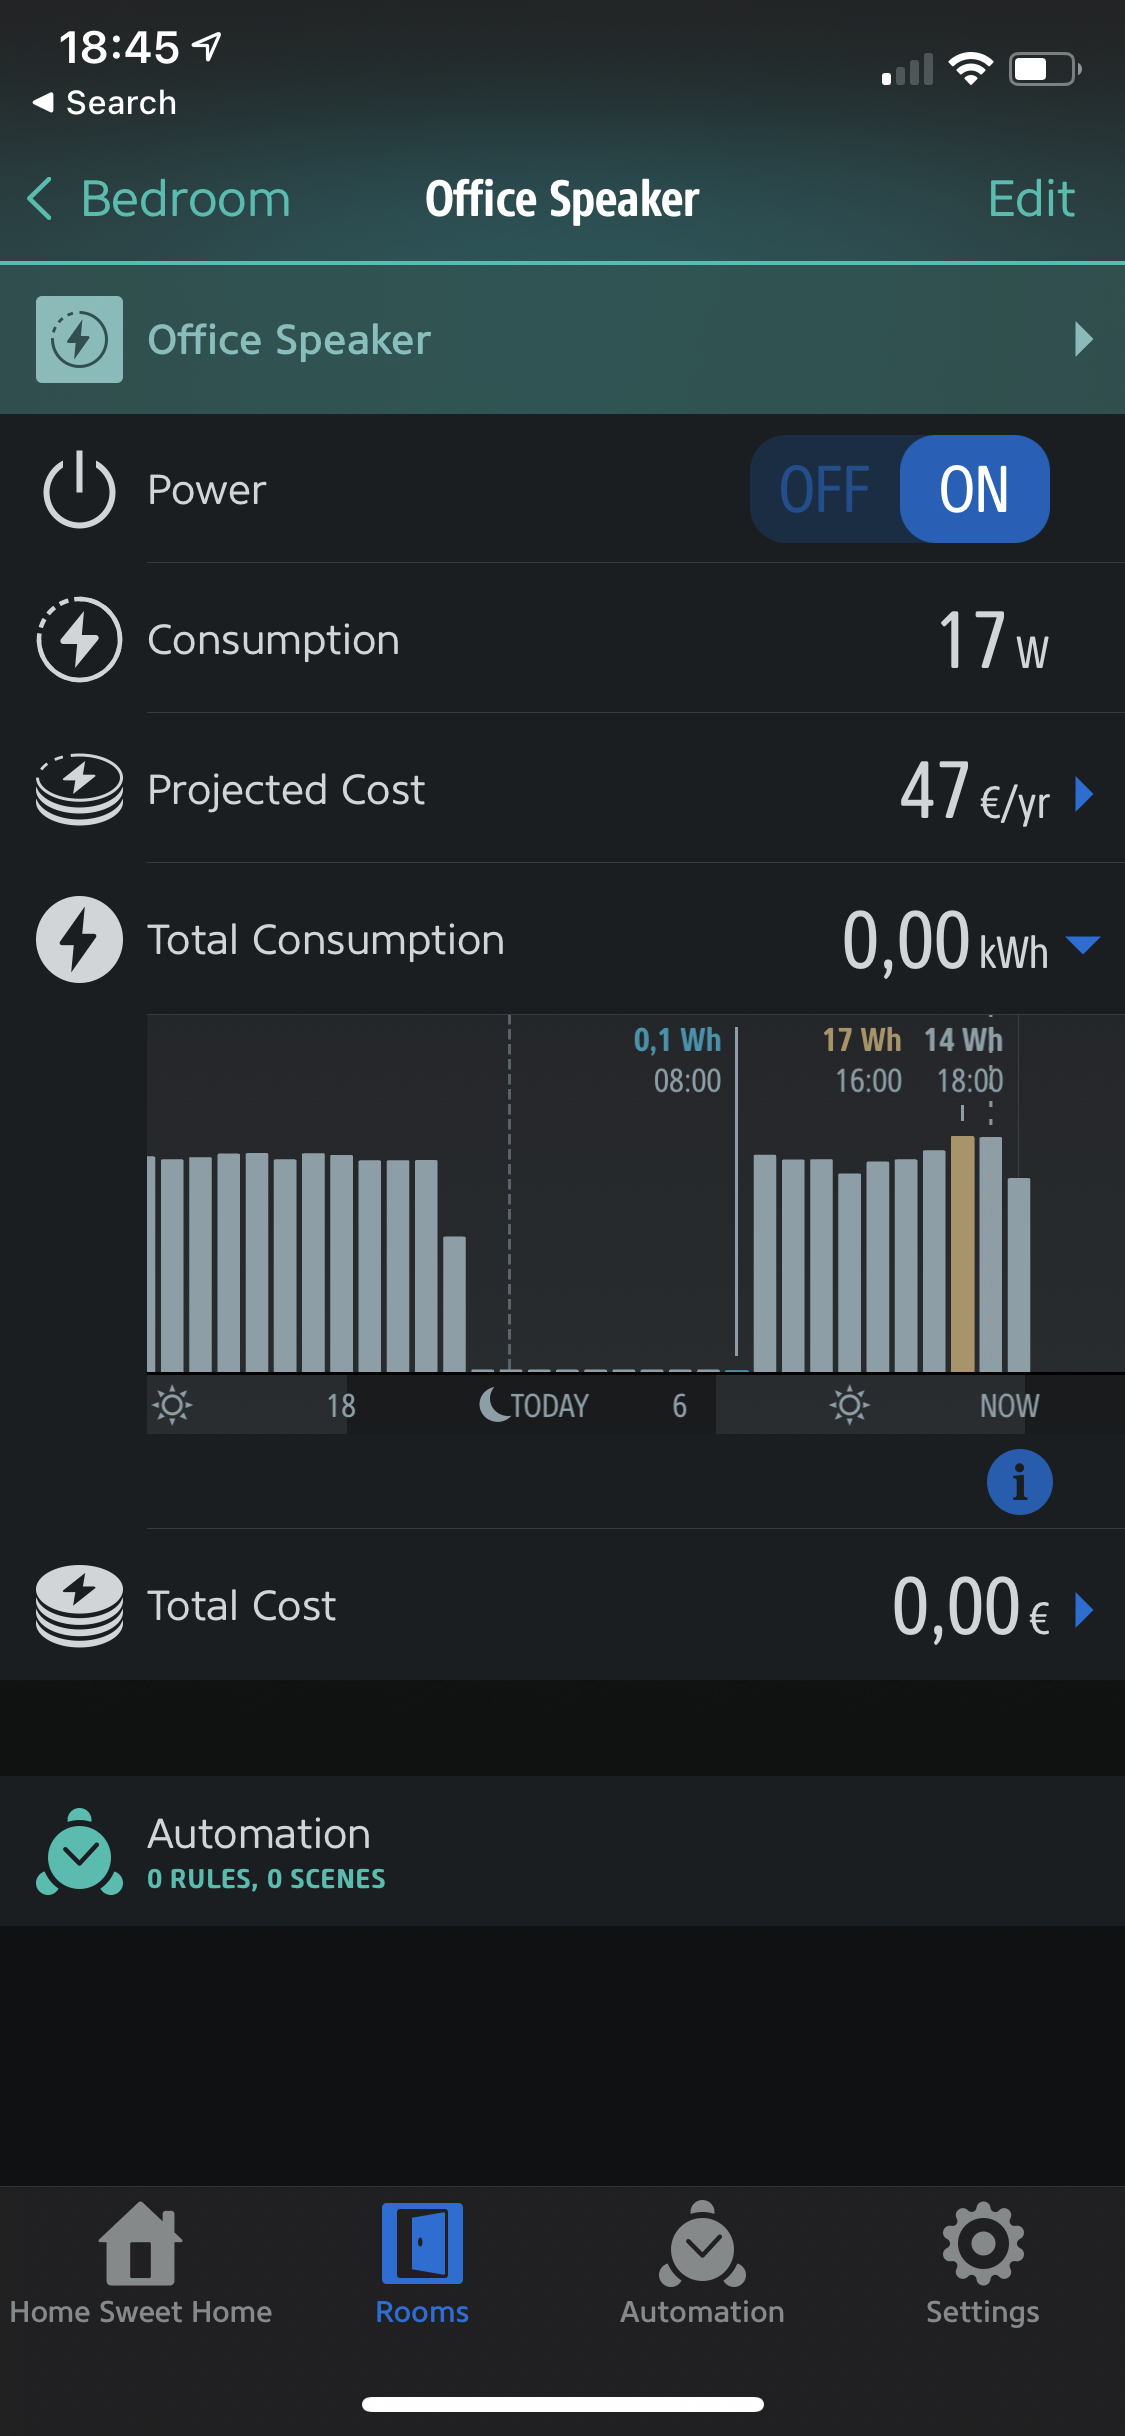 18:45
Search
Bedroom
Office Speaker
Edit
Office Speaker
Power
OFF
ON
Consumption
17 W
Projected Cost
47 €/yr
Total Consumption
0,00 kWh
0,1 Wh
17 Wh
14 Wh
08:00
16:00
18:00
18
TODAY
6
NOW
i
Total Cost
0,00 €
Automation
0 RULES, 0 SCENES
Home Sweet Home
Rooms
Automation
Settings